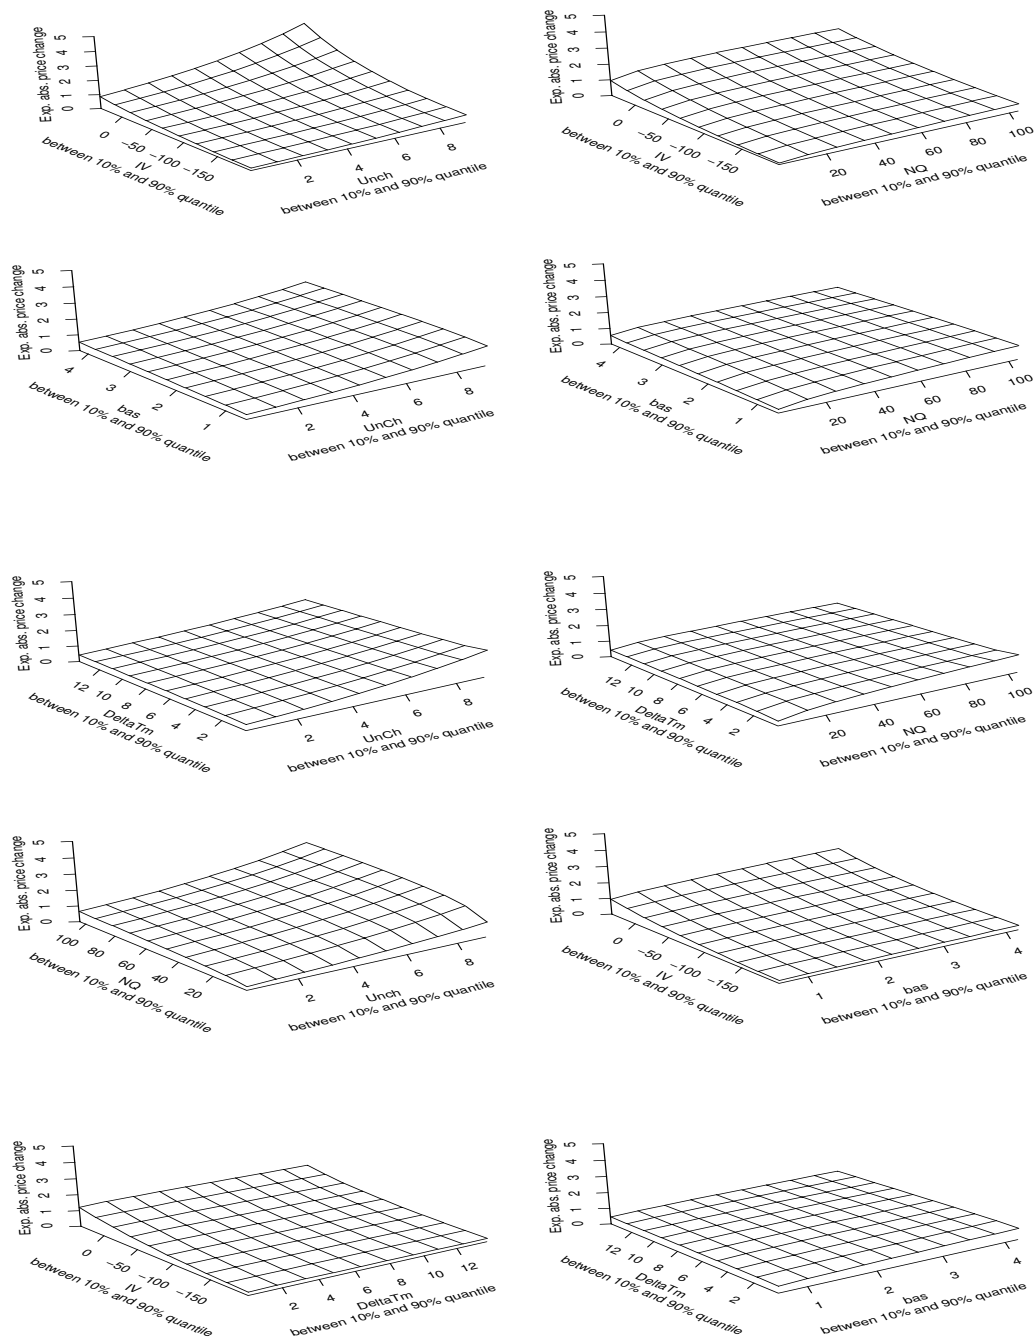 Exp. abs. price change
0 1 2 3 4 5
0 −50 −100 −150
IV
between 10% and 90% quantile
2 4 6 8
Unch
between 10% and 90% quantile
Exp. abs. price change
0 1 2 3 4 5
0 −50 −100 −150
IV
between 10% and 90% quantile
20 40 60 80 100
NQ
between 10% and 90% quantile
Exp. abs. price change
0 1 2 3 4 5
4 3 2 1
bas
between 10% and 90% quantile
2 4 6 8
UnCh
between 10% and 90% quantile
Exp. abs. price change
0 1 2 3 4 5
4 3 2 1
bas
between 10% and 90% quantile
20 40 60 80 100
NQ
between 10% and 90% quantile
Exp. abs. price change
0 1 2 3 4 5
12 10 8 6 4 2
DeltaTm
between 10% and 90% quantile
2 4 6 8
UnCh
between 10% and 90% quantile
Exp. abs. price change
0 1 2 3 4 5
12 10 8 6 4 2
DeltaTm
between 10% and 90% quantile
20 40 60 80 100
NQ
between 10% and 90% quantile
Exp. abs. price change
0 1 2 3 4 5
100 80 60 40 20
NQ
between 10% and 90% quantile
2 4 6 8
Unch
between 10% and 90% quantile
Exp. abs. price change
0 1 2 3 4 5
0 −50 −100 −150
IV
between 10% and 90% quantile
1 2 3 4
bas
between 10% and 90% quantile
Exp. abs. price change
0 1 2 3 4 5
0 −50 −100 −150
IV
between 10% and 90% quantile
2 4 6 8 10 12
DeltaTm
between 10% and 90% quantile
Exp. abs. price change
0 1 2 3 4 5
12 10 8 6 4 2
DeltaTm
between 10% and 90% quantile
1 2 3 4
bas
between 10% and 90% quantile